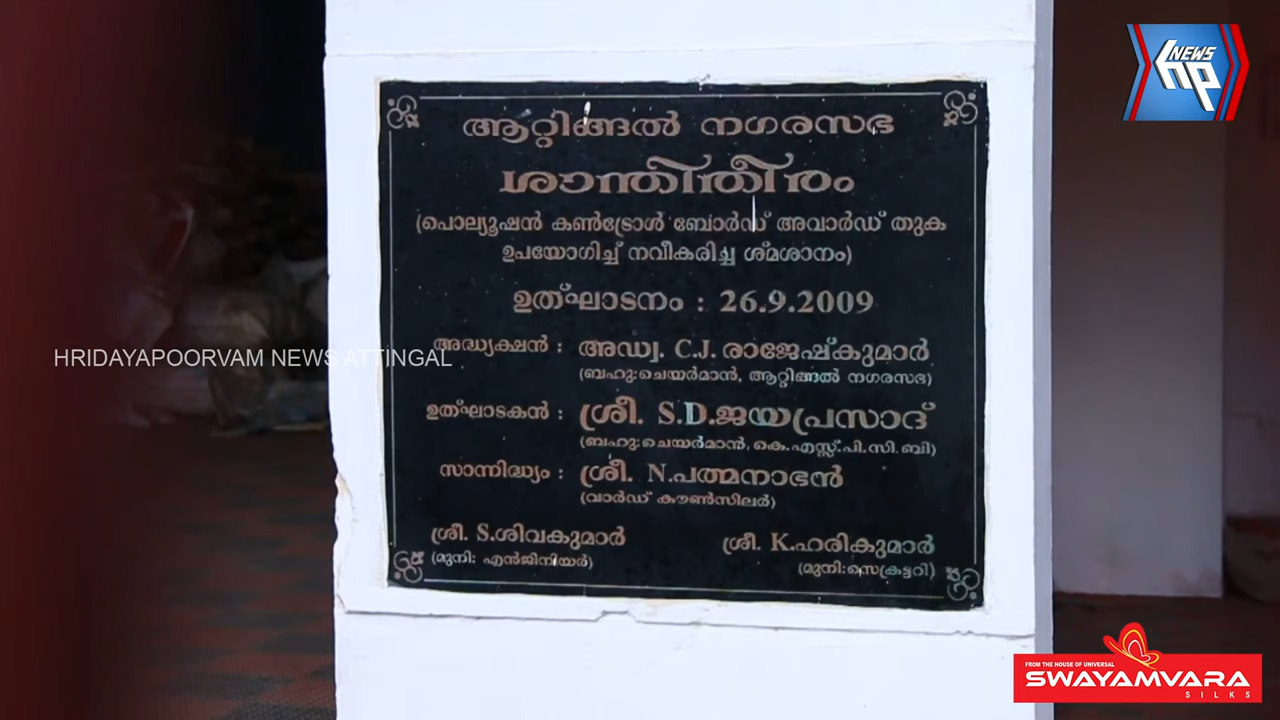 NEWS
hp
ആറ്റിങ്ങൽ നഗരസഭ
ശാന്തിതീരം
(പൊല്യൂഷൻ കൺട്രോൾ ബോർഡ് അവാർഡ് തുക
ഉപയോഗിച്ച് നവീകരിച്ച ശ്മശാനം)
ഉത്ഘാടനം : 26.9.2009
അദ്ധ്യക്ഷൻ : അഡ്വ. C.J. രാജേഷ്കുമാർ
(ബഹു:ചെയർമാൻ, ആറ്റിങ്ങൽ നഗരസഭ)
HRIDAYAPOORVAM NEWS ATTINGAL
ഉത്ഘാടകൻ : ശ്രീ. S.D.ജയപ്രസാദ്
(ബഹു:ചെയർമാൻ, കെ.എസ്സ്.പി.സി.ബി)
സാന്നിദ്ധ്യം : ശ്രീ. N.പത്മനാഭൻ
(വാർഡ് കൗൺസിലർ)
ശ്രീ. S.ശിവകുമാർ ശ്രീ. K.ഹരികുമാർ
(മുനി: എൻജിനിയർ) (മുനി:സെക്രട്ടറി)
FROM THE HOUSE OF UNIVERSAL
SWAYAMVARA
SILKS